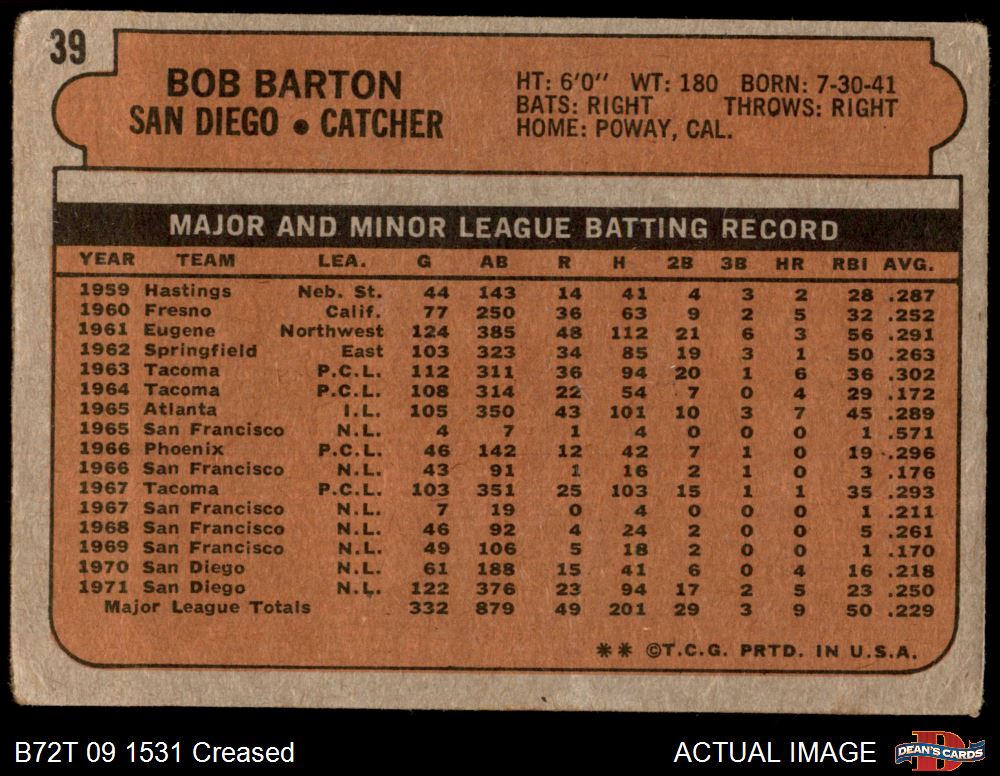 39
BOB BARTON
SAN DIEGO • CATCHER
HT: 6'0" WT: 180 BORN: 7-30-41
BATS: RIGHT THROWS: RIGHT
HOME: POWAY, CAL.
MAJOR AND MINOR LEAGUE BATTING RECORD
YEAR TEAM LEA. G AB R H 2B 3B HR RBI AVG.
1959 Hastings Neb. St. 44 143 14 41 4 3 2 28 .287
1960 Fresno Calif. 77 250 36 63 9 2 5 32 .252
1961 Eugene Northwest 124 385 48 112 21 6 3 56 .291
1962 Springfield East 103 323 34 85 19 3 1 50 .263
1963 Tacoma P.C.L. 112 311 36 94 20 1 6 36 .302
1964 Tacoma P.C.L. 108 314 22 54 7 0 4 29 .172
1965 Atlanta I.L. 105 350 43 101 10 3 7 45 .289
1965 San Francisco N.L. 4 7 1 4 0 0 0 1 .571
1966 Phoenix P.C.L. 46 142 12 42 7 1 0 19 .296
1966 San Francisco N.L. 43 91 1 16 2 1 0 3 .176
1967 Tacoma P.C.L. 103 351 25 103 15 1 1 35 .293
1967 San Francisco N.L. 7 19 0 4 0 0 0 1 .211
1968 San Francisco N.L. 46 92 4 24 2 0 0 5 .261
1969 San Francisco N.L. 49 106 5 18 2 0 0 1 .170
1970 San Diego N.L. 61 188 15 41 6 0 4 16 .218
1971 San Diego N.L. 122 376 23 94 17 2 5 23 .250
Major League Totals 332 879 49 201 29 3 9 50 .229
** ©T.C.G. PRTD. IN U.S.A.
B72T 09 1531 Creased
ACTUAL IMAGE
DEAN'S CARDS